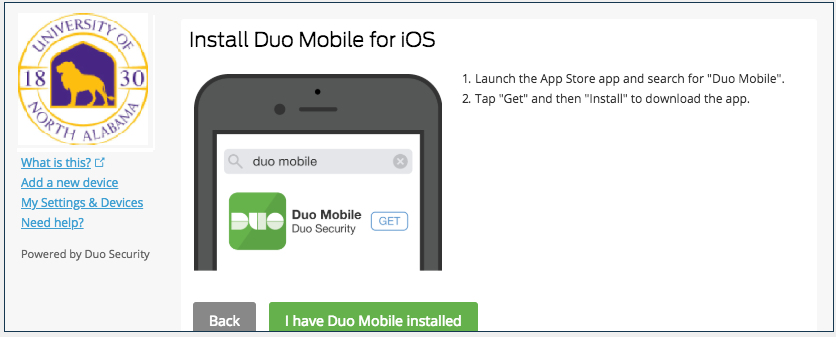 UNIVERSITY OF
1830
NORTH ALABAMA
What is this?
Add a new device
My Settings & Devices
Need help?
Powered by Duo Security
Install Duo Mobile for iOS
duo mobile
DUO
Duo Mobile
Duo Security
GET
1. Launch the App Store app and search for "Duo Mobile".
2. Tap "Get" and then "Install" to download the app.
Back
I have Duo Mobile installed